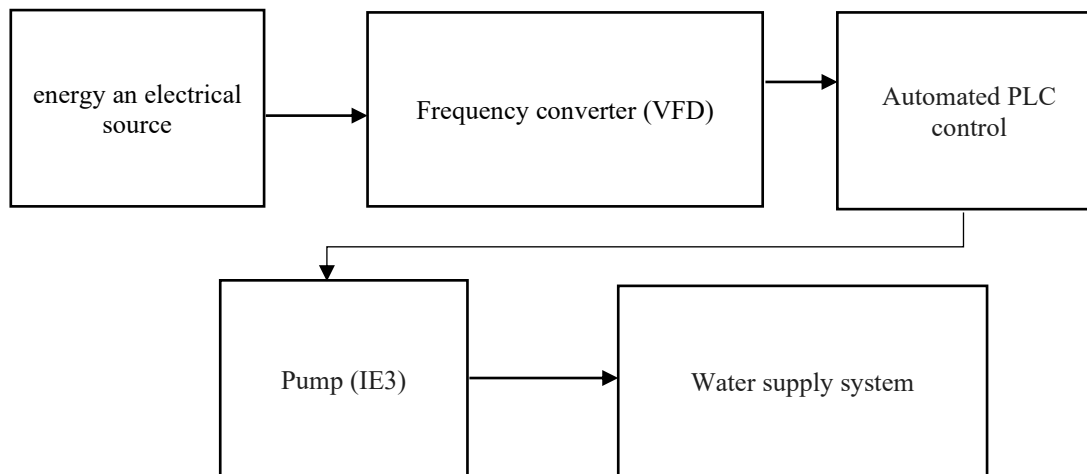 energy an electrical
source
Frequency converter (VFD)
Automated PLC
control
Pump (IE3)
Water supply system